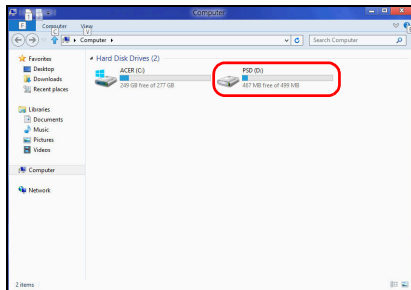 Computer
F
Computer
View
C
V
Computer
Search Computer
Favorites
Desktop
Downloads
Recent places
Libraries
Documents
Music
Pictures
Videos
Computer
Network
Hard Disk Drives (2)
ACER (C:)
249 GB free of 277 GB
PSD (D:)
467 MB free of 499 MB
2 items